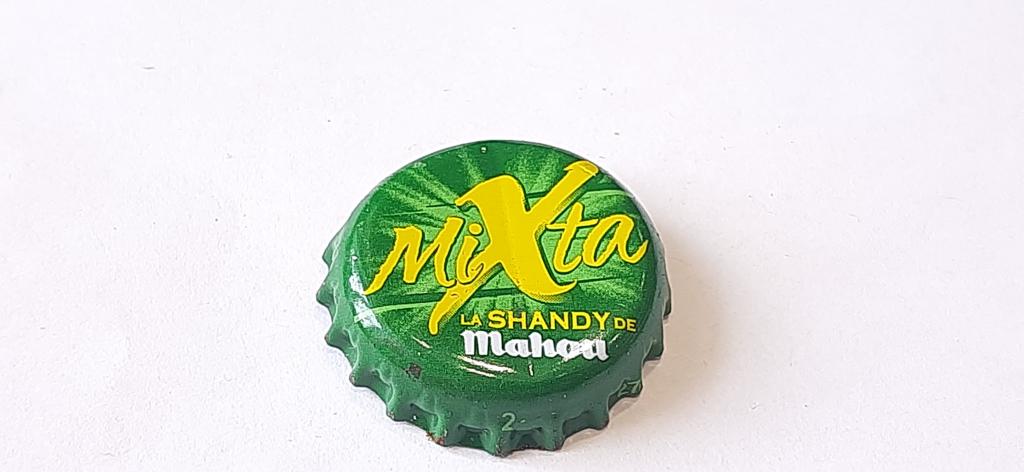 MiXta
LA SHANDY DE
Mahou
2